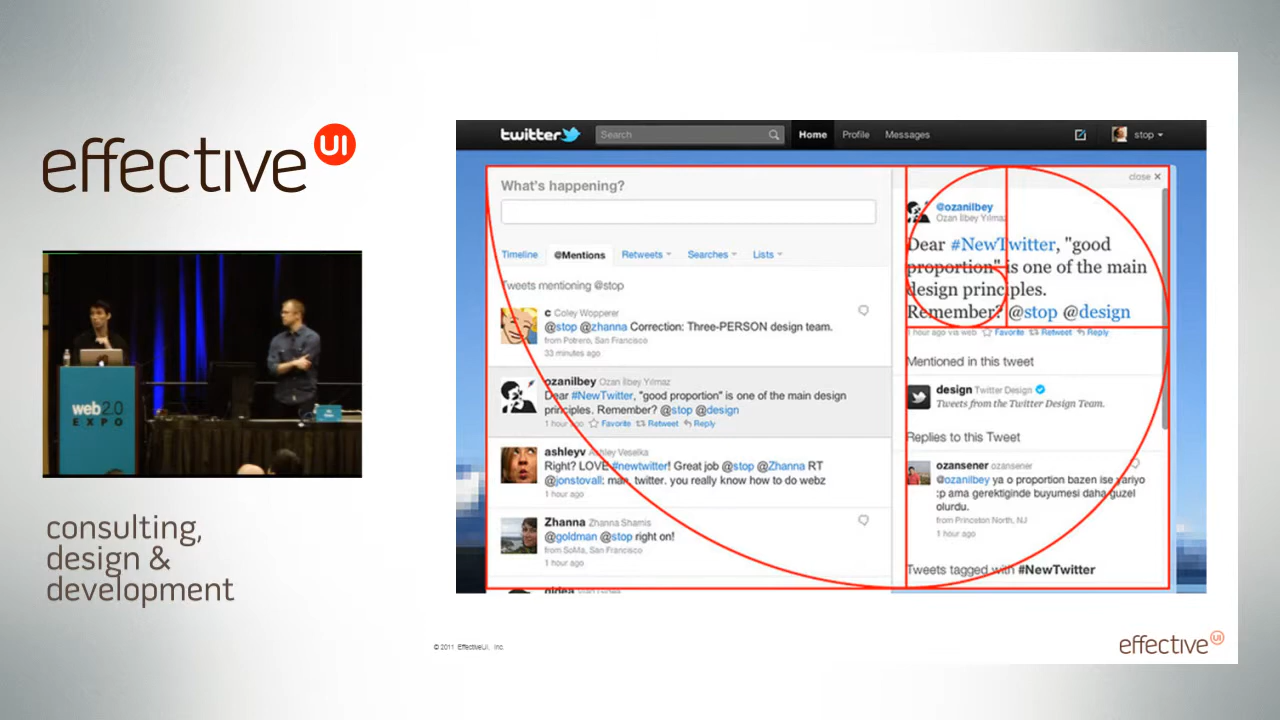 effective UI
web2.0
EXPO
consulting,
design &
development
twitter
Search
Home
Profile
Messages
stop
What's happening?
Timeline
@Mentions
Retweets
Searches
Lists
Tweets mentioning @stop
c Coley Wopperer
@stop @zhanna Correction: Three-PERSON design team.
from Potrero, San Francisco
33 minutes ago
ozanilbey Ozan Ilbey Yılmaz
Dear #NewTwitter, "good proportion" is one of the main design
principles. Remember? @stop @design
1 hour ago Favorite Retweet Reply
ashleyv Ashley Veselka
Right? LOVE #newtwitter! Great job @stop @Zhanna RT
@jonstovall: man, twitter. you really know how to do webz
1 hour ago
Zhanna Zhanna Shamis
@goldman @stop right on!
from SoMa, San Francisco
1 hour ago
close x
@ozanilbey
Ozan Ilbey Yılmaz
Dear #NewTwitter, "good
proportion" is one of the main
design principles.
Remember? @stop @design
1 hour ago via web Favorite Retweet Reply
Mentioned in this tweet
design Twitter Design
Tweets from the Twitter Design Team.
Replies to this Tweet
ozansener ozansener
@ozanilbey ya o proportion bazen ise yariyo
:p ama gerektiginde buyumesi daha guzel
olurdu.
from Princeton North, NJ
1 hour ago
Tweets tagged with #NewTwitter
© 2011 EffectiveUI, Inc.
effective UI